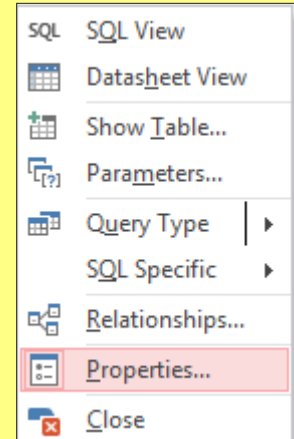 SQL SQL View
Datasheet View
Show Table...
[?] Parameters...
Query Type
SQL Specific
Relationships...
Properties...
Close